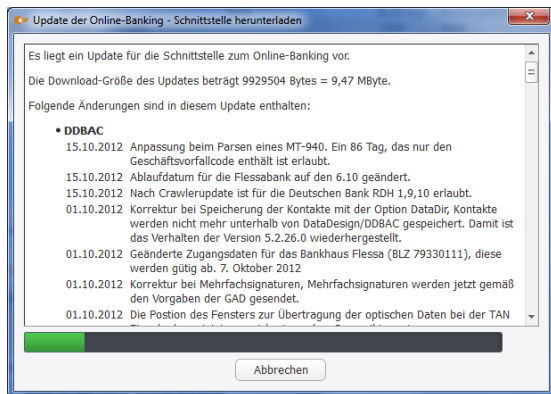 Update der Online-Banking - Schnittstelle herunterladen
Es liegt ein Update für die Schnittstelle zum Online-Banking vor.
Die Download-Größe des Updates beträgt 9929504 Bytes = 9,47 MByte.
Folgende Änderungen sind in diesem Update enthalten:
• DDBAC
15.10.2012 Anpassung beim Parsen eines MT-940. Ein 86 Tag, das nur den
Geschäftsvorfallcode enthält ist erlaubt.
15.10.2012 Ablaufdatum für die Flessabank auf den 6.10 geändert.
15.10.2012 Nach Crawlerupdate ist für die Deutschen Bank RDH 1,9,10 erlaubt.
01.10.2012 Korrektur bei Speicherung der Kontakte mit der Option DataDir, Kontakte
werden nicht mehr unterhalb von DataDesign/DDBAC gespeichert. Damit ist
das Verhalten der Version 5.2.26.0 wiederhergestellt.
01.10.2012 Geänderte Zugangsdaten für das Bankhaus Flessa (BLZ 79330111), diese
werden gütig ab. 7. Oktober 2012
01.10.2012 Korrektur bei Mehrfachsignaturen, Mehrfachsignaturen werden jetzt gemäß
den Vorgaben der GAD gesendet.
01.10.2012 Die Postion des Fensters zur Übertragung der optischen Daten bei der TAN
Abbrechen